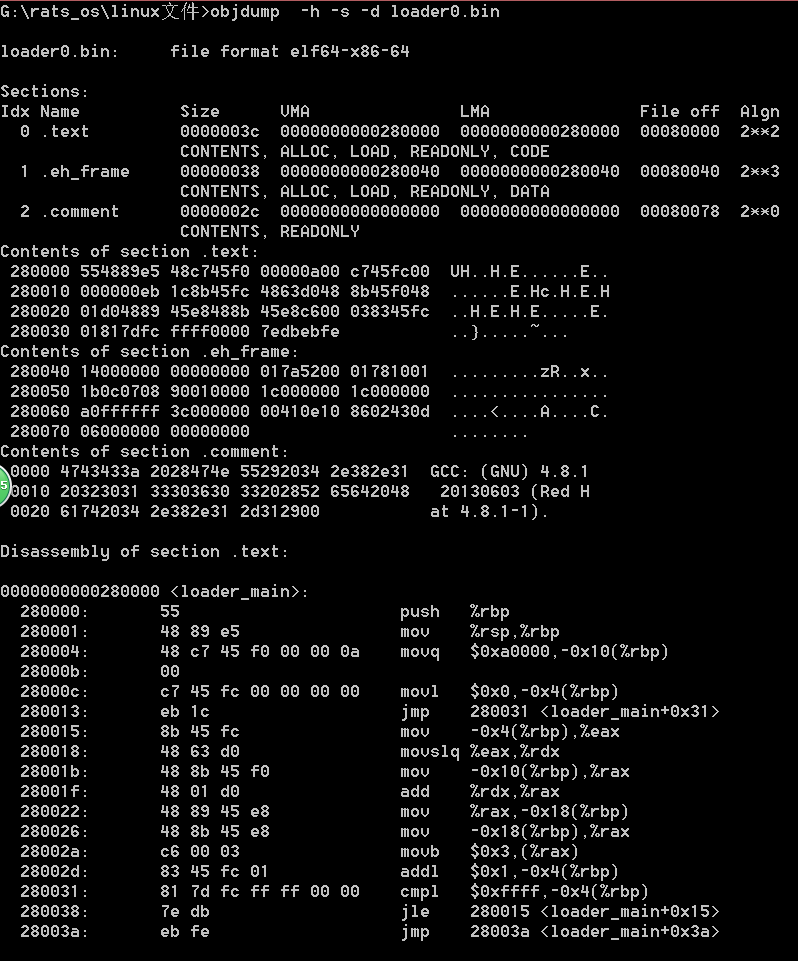 G:\rats_os\linux文件>objdump  -h -s -d loader0.bin
loader0.bin:     file format elf64-x86-64
Sections:
Idx Name          Size      VMA               LMA               File off  Algn
  0 .text         0000003c  0000000000280000  0000000000280000  00080000  2**2
                  CONTENTS, ALLOC, LOAD, READONLY, CODE
  1 .eh_frame     00000038  0000000000280040  0000000000280040  00080040  2**3
                  CONTENTS, ALLOC, LOAD, READONLY, DATA
  2 .comment      0000002c  0000000000000000  0000000000000000  00080078  2**0
                  CONTENTS, READONLY
Contents of section .text:
 280000 554889e5 48c745f0 00000a00 c745fc00  UH..H.E......E..
 280010 000000eb 1c8b45fc 4863d048 8b45f048  ......E.Hc.H.E.H
 280020 01d04889 45e8488b 45e8c600 038345fc  ..H.E.H.E.....E.
 280030 01817dfc ffff0000 7edbebfe           ..}.....~...
Contents of section .eh_frame:
 280040 14000000 00000000 017a5200 01781001  .........zR..x..
 280050 1b0c0708 90010000 1c000000 1c000000  ................
 280060 a0ffffff 3c000000 00410e10 8602430d  ....<....A....C.
 280070 06000000 00000000                    ........
Contents of section .comment:
 0000 4743433a 2028474e 55292034 2e382e31  GCC: (GNU) 4.8.1
5
 0010 20323031 33303630 33202852 65642048   20130603 (Red H
 0020 61742034 2e382e31 2d312900           at 4.8.1-1).
Disassembly of section .text:
0000000000280000 <loader_main>:
  280000:       55                      push   %rbp
  280001:       48 89 e5                mov    %rsp,%rbp
  280004:       48 c7 45 f0 00 00 0a    movq   $0xa0000,-0x10(%rbp)
  28000b:       00
  28000c:       c7 45 fc 00 00 00 00    movl   $0x0,-0x4(%rbp)
  280013:       eb 1c                   jmp    280031 <loader_main+0x31>
  280015:       8b 45 fc                mov    -0x4(%rbp),%eax
  280018:       48 63 d0                movslq %eax,%rdx
  28001b:       48 8b 45 f0             mov    -0x10(%rbp),%rax
  28001f:       48 01 d0                add    %rdx,%rax
  280022:       48 89 45 e8             mov    %rax,-0x18(%rbp)
  280026:       48 8b 45 e8             mov    -0x18(%rbp),%rax
  28002a:       c6 00 03                movb   $0x3,(%rax)
  28002d:       83 45 fc 01             addl   $0x1,-0x4(%rbp)
  280031:       81 7d fc ff ff 00 00    cmpl   $0xffff,-0x4(%rbp)
  280038:       7e db                   jle    280015 <loader_main+0x15>
  28003a:       eb fe                   jmp    28003a <loader_main+0x3a>